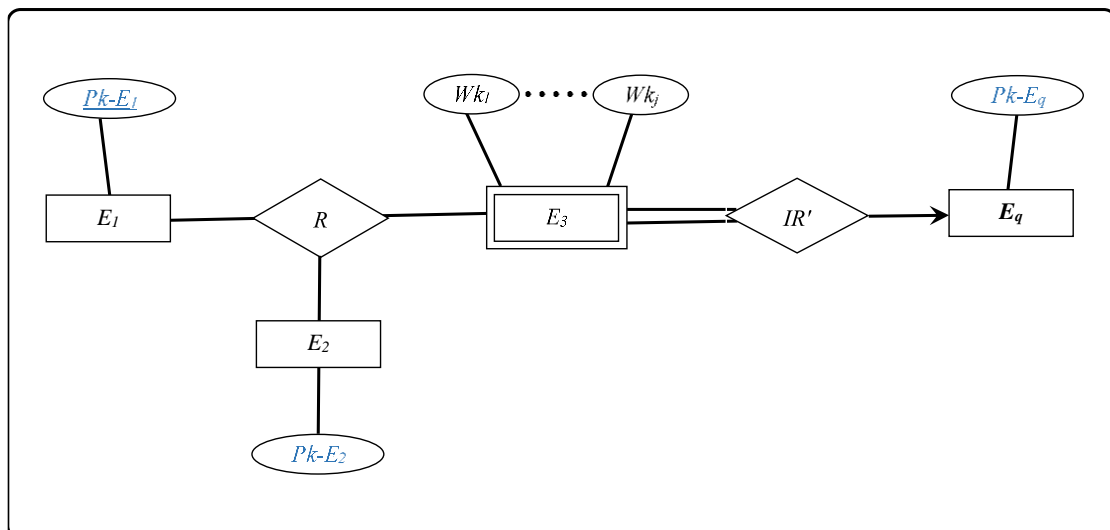 Pk-E1
Wk1 ..... Wkj
Pk-Eq
E1
R
E3
IR'
Eq
E2
Pk-E2